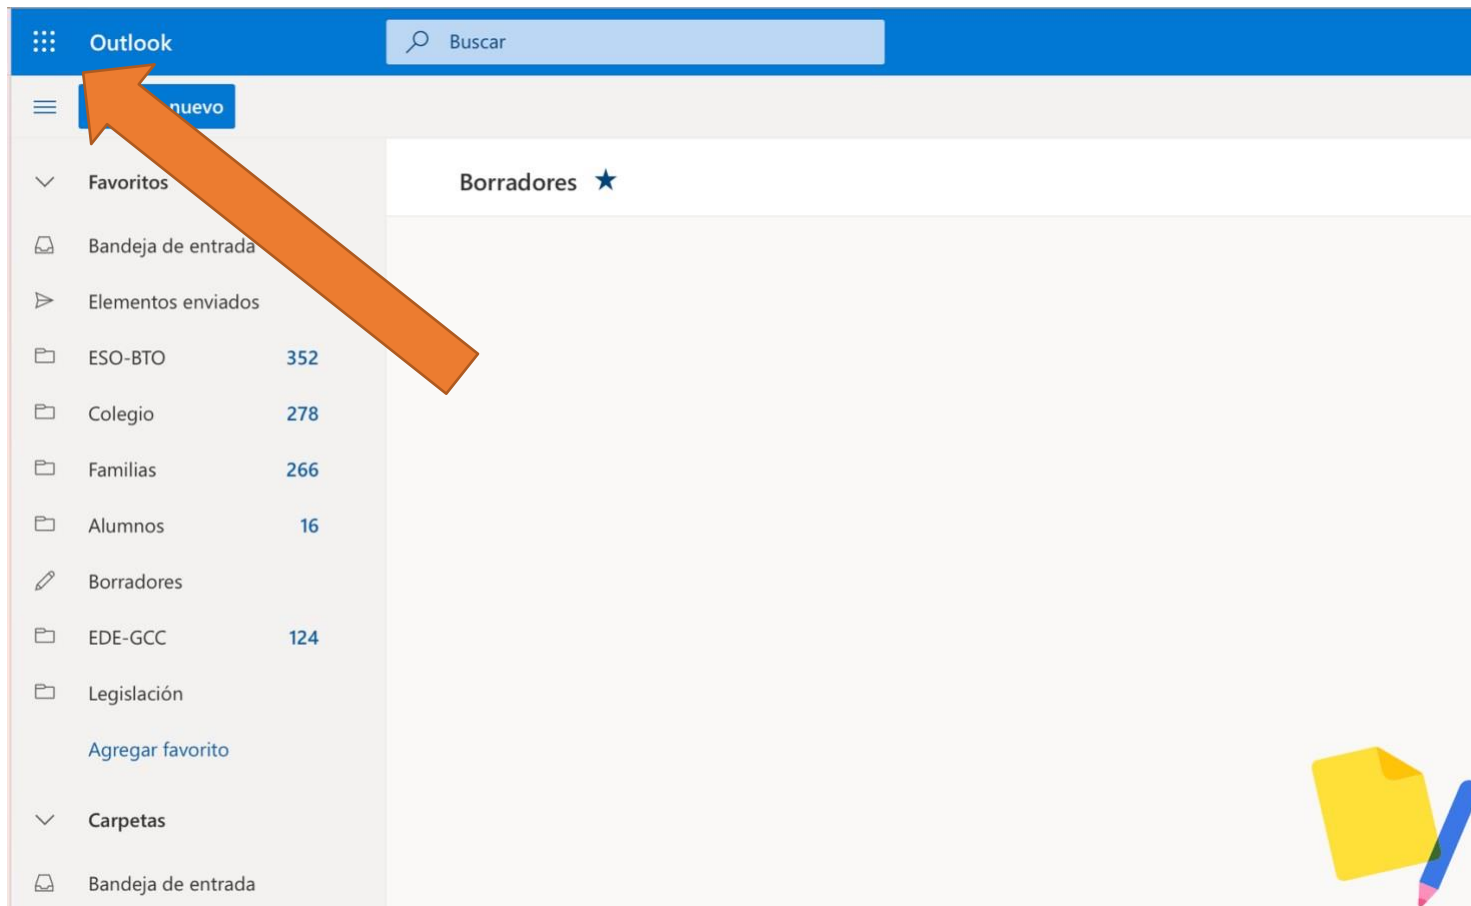 Outlook
Buscar
nuevo
Favoritos
Borradores
Bandeja de entrada
Elementos enviados
ESO-BTO 352
Colegio 278
Familias 266
Alumnos 16
Borradores
EDE-GCC 124
Legislación
Agregar favorito
Carpetas
Bandeja de entrada